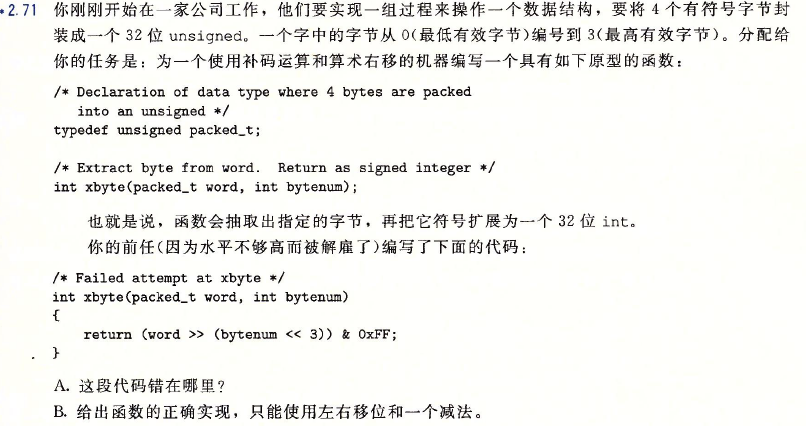 *2.71 你刚刚开始在一家公司工作，他们要实现一组过程来操作一个数据结构，要将 4 个有符号字节封
装成一个 32 位 unsigned。一个字中的字节从 0(最低有效字节)编号到 3(最高有效字节)。分配给
你的任务是：为一个使用补码运算和算术右移的机器编写一个具有如下原型的函数：
/* Declaration of data type where 4 bytes are packed
into an unsigned */
typedef unsigned packed_t;
/* Extract byte from word. Return as signed integer */
int xbyte(packed_t word, int bytenum);
也就是说，函数会抽取出指定的字节，再把它符号扩展为一个 32 位 int。
你的前任(因为水平不够高而被解雇了)编写了下面的代码：
/* Failed attempt at xbyte */
int xbyte(packed_t word, int bytenum)
{
return (word >> (bytenum << 3)) & 0xFF;
}
A. 这段代码错在哪里？
B. 给出函数的正确实现，只能使用左右移位和一个减法。